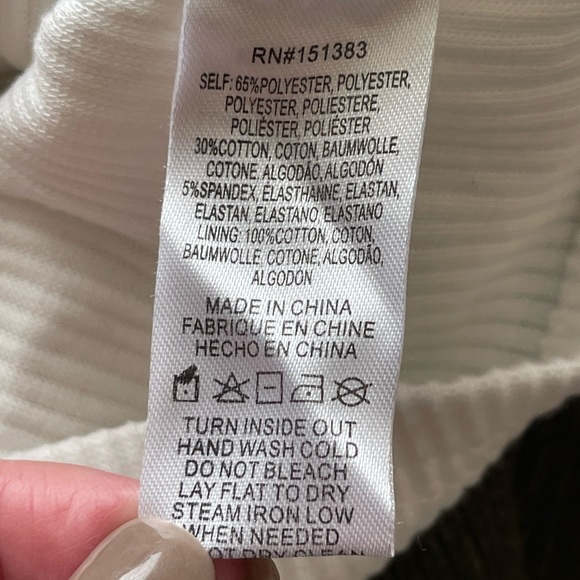 RN#151383
SELF: 65%POLYESTER, POLYESTER,
POLYESTER, POLIESTERE,
POLIÉSTER, POLIÉSTER
30%COTTON, COTON, BAUMWOLLE,
COTONE, ALGODÃO, ALGODÓN
5%SPANDEX, ELASTHANNE, ELASTAN,
ELASTAN, ELASTANO, ELASTANO
LINING: 100%COTTON, COTON,
BAUMWOLLE, COTONE, ALGODÃO,
ALGODÓN
MADE IN CHINA
FABRIQUE EN CHINE
HECHO EN CHINA
TURN INSIDE OUT
HAND WASH COLD
DO NOT BLEACH
LAY FLAT TO DRY
STEAM IRON LOW
WHEN NEEDED
DRY CLEAN